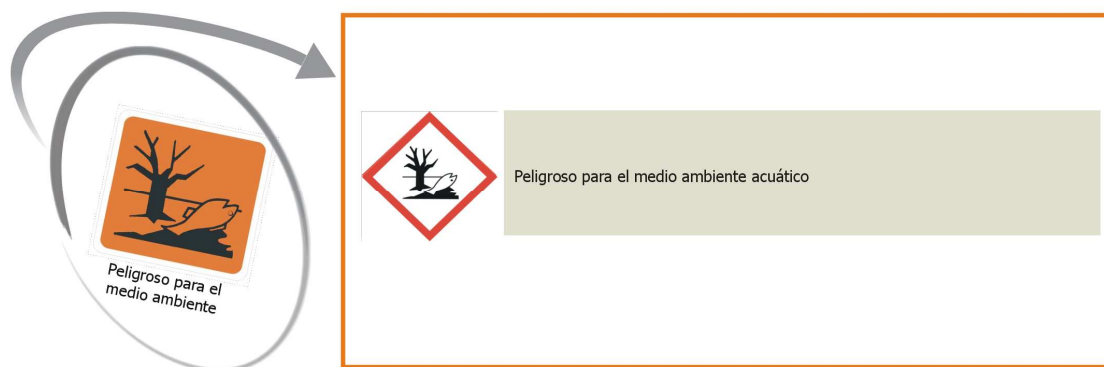 Peligroso para el
medio ambiente
Peligroso para el medio ambiente acuático